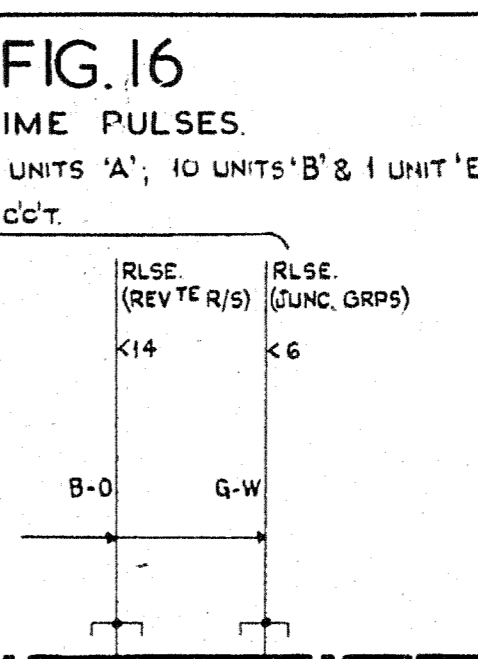 FIG. 16
IME PULSES.
UNITS 'A'; 10 UNITS 'B' & 1 UNIT 'E
C'C'T.
RLSE. RLSE.
(REVTE R/S) (JUNC. GRPS)
<14 <6
B-O G-W